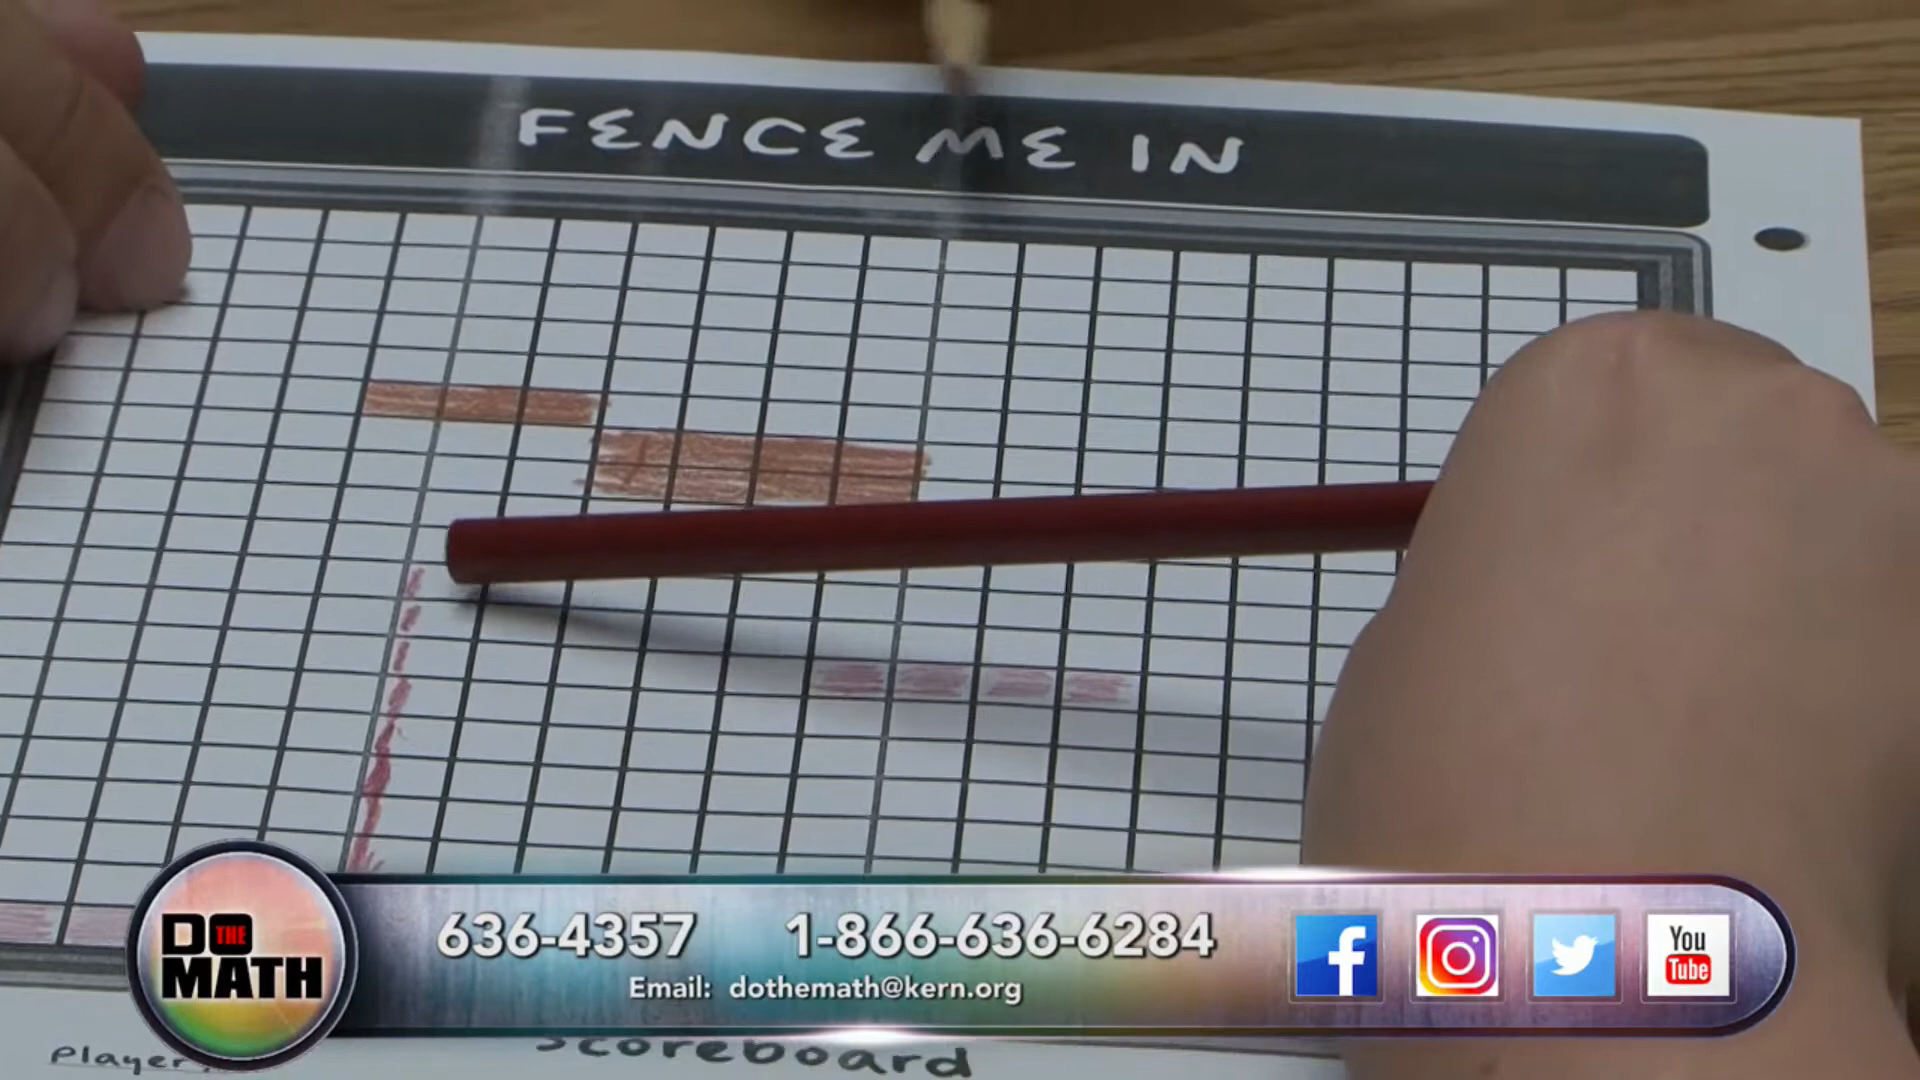 FENCE ME IN
DO THE MATH
636-4357 1-866-636-6284
Email: dothemath@kern.org
You Tube
Scoreboard
Player